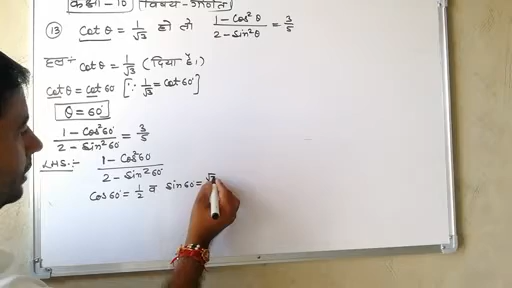 कक्षा-10 विषय-गणित
(13) Cot θ = 1/√3 हो तो (1-Cos²θ)/(2-Sin²θ) = 3/5
हल:- Cot θ = 1/√3 (दिया है।)
Cot θ = Cot 60° [∵ 1/√3 = Cot 60°]
θ = 60°
(1-Cos²60°)/(2-Sin²60°) = 3/5
LHS:- (1-Cos²60°)/(2-Sin²60°)
Cos 60° = 1/2 व Sin 60° = √3